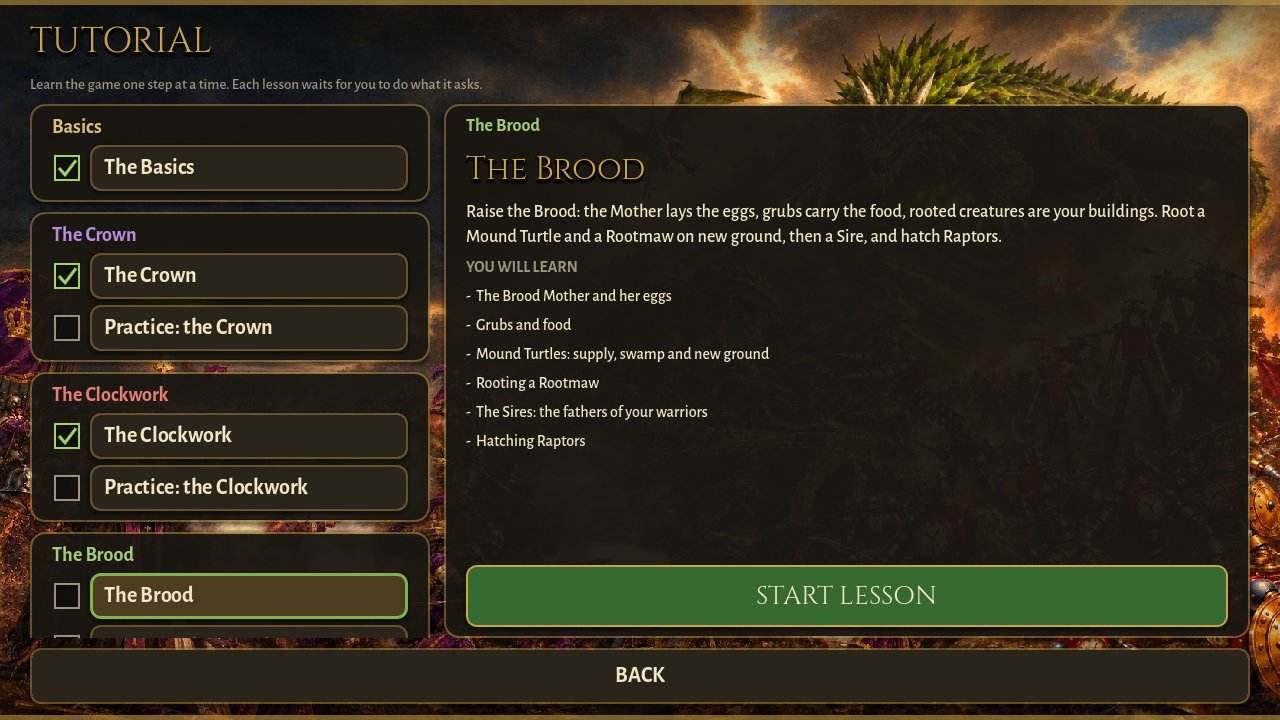 TUTORIAL
Learn the game one step at a time. Each lesson waits for you to do what it asks.
Basics
The Basics
The Crown
The Crown
Practice: the Crown
The Clockwork
The Clockwork
Practice: the Clockwork
The Brood
The Brood
The Brood
THE BROOD
Raise the Brood: the Mother lays the eggs, grubs carry the food, rooted creatures are your buildings. Root a
Mound Turtle and a Rootmaw on new ground, then a Sire, and hatch Raptors.
YOU WILL LEARN
- The Brood Mother and her eggs
- Grubs and food
- Mound Turtles: supply, swamp and new ground
- Rooting a Rootmaw
- The Sires: the fathers of your warriors
- Hatching Raptors
START LESSON
BACK